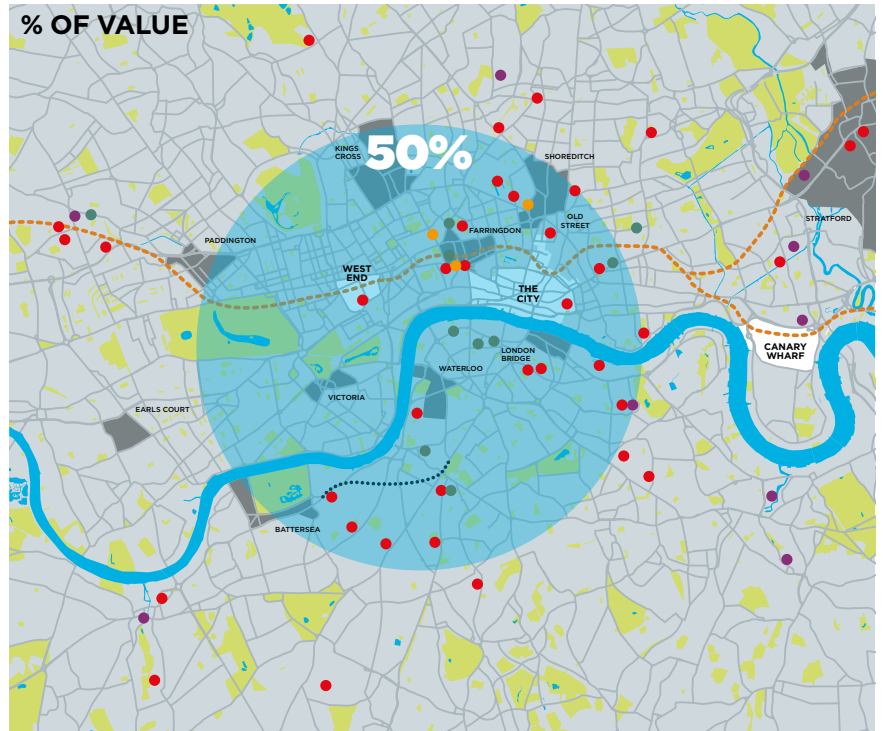 % OF VALUE
KINGS
CROSS
50%
SHOREDITCH
OLD
STREET
STRATFORD
PADDINGTON
FARRINGDON
WEST
END
THE
CITY
CANARY
WHARF
LONDON
BRIDGE
WATERLOO
VICTORIA
EARLS COURT
BATTERSEA